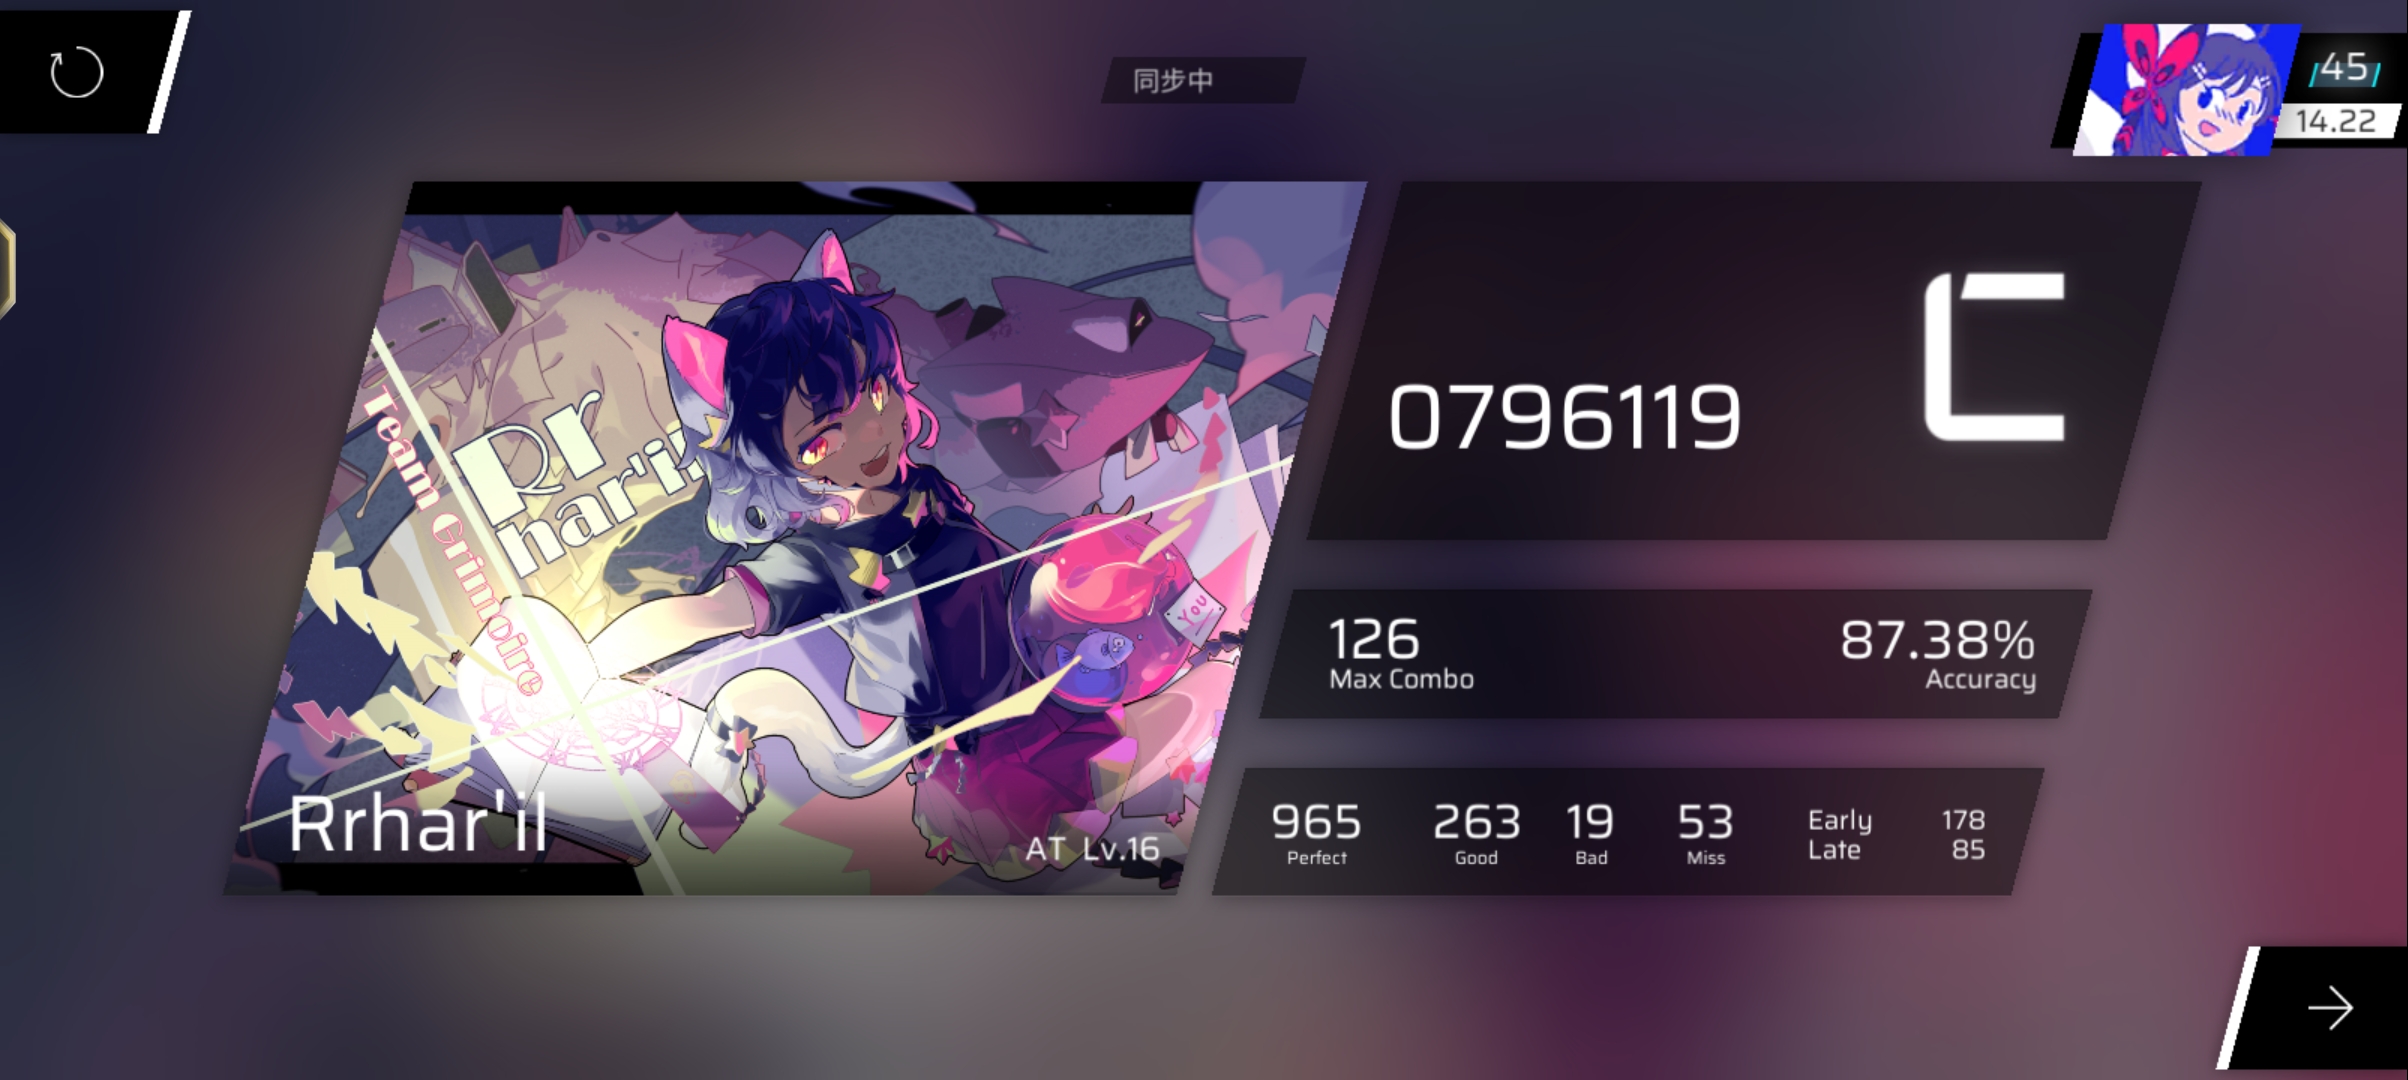 同步中
45
14.22
Rr
har'il
Team Grimoire
You
Rrhar'il
AT Lv.16
C
0796119
126
Max Combo
87.38%
Accuracy
965
Perfect
263
Good
19
Bad
53
Miss
Early 178
Late 85